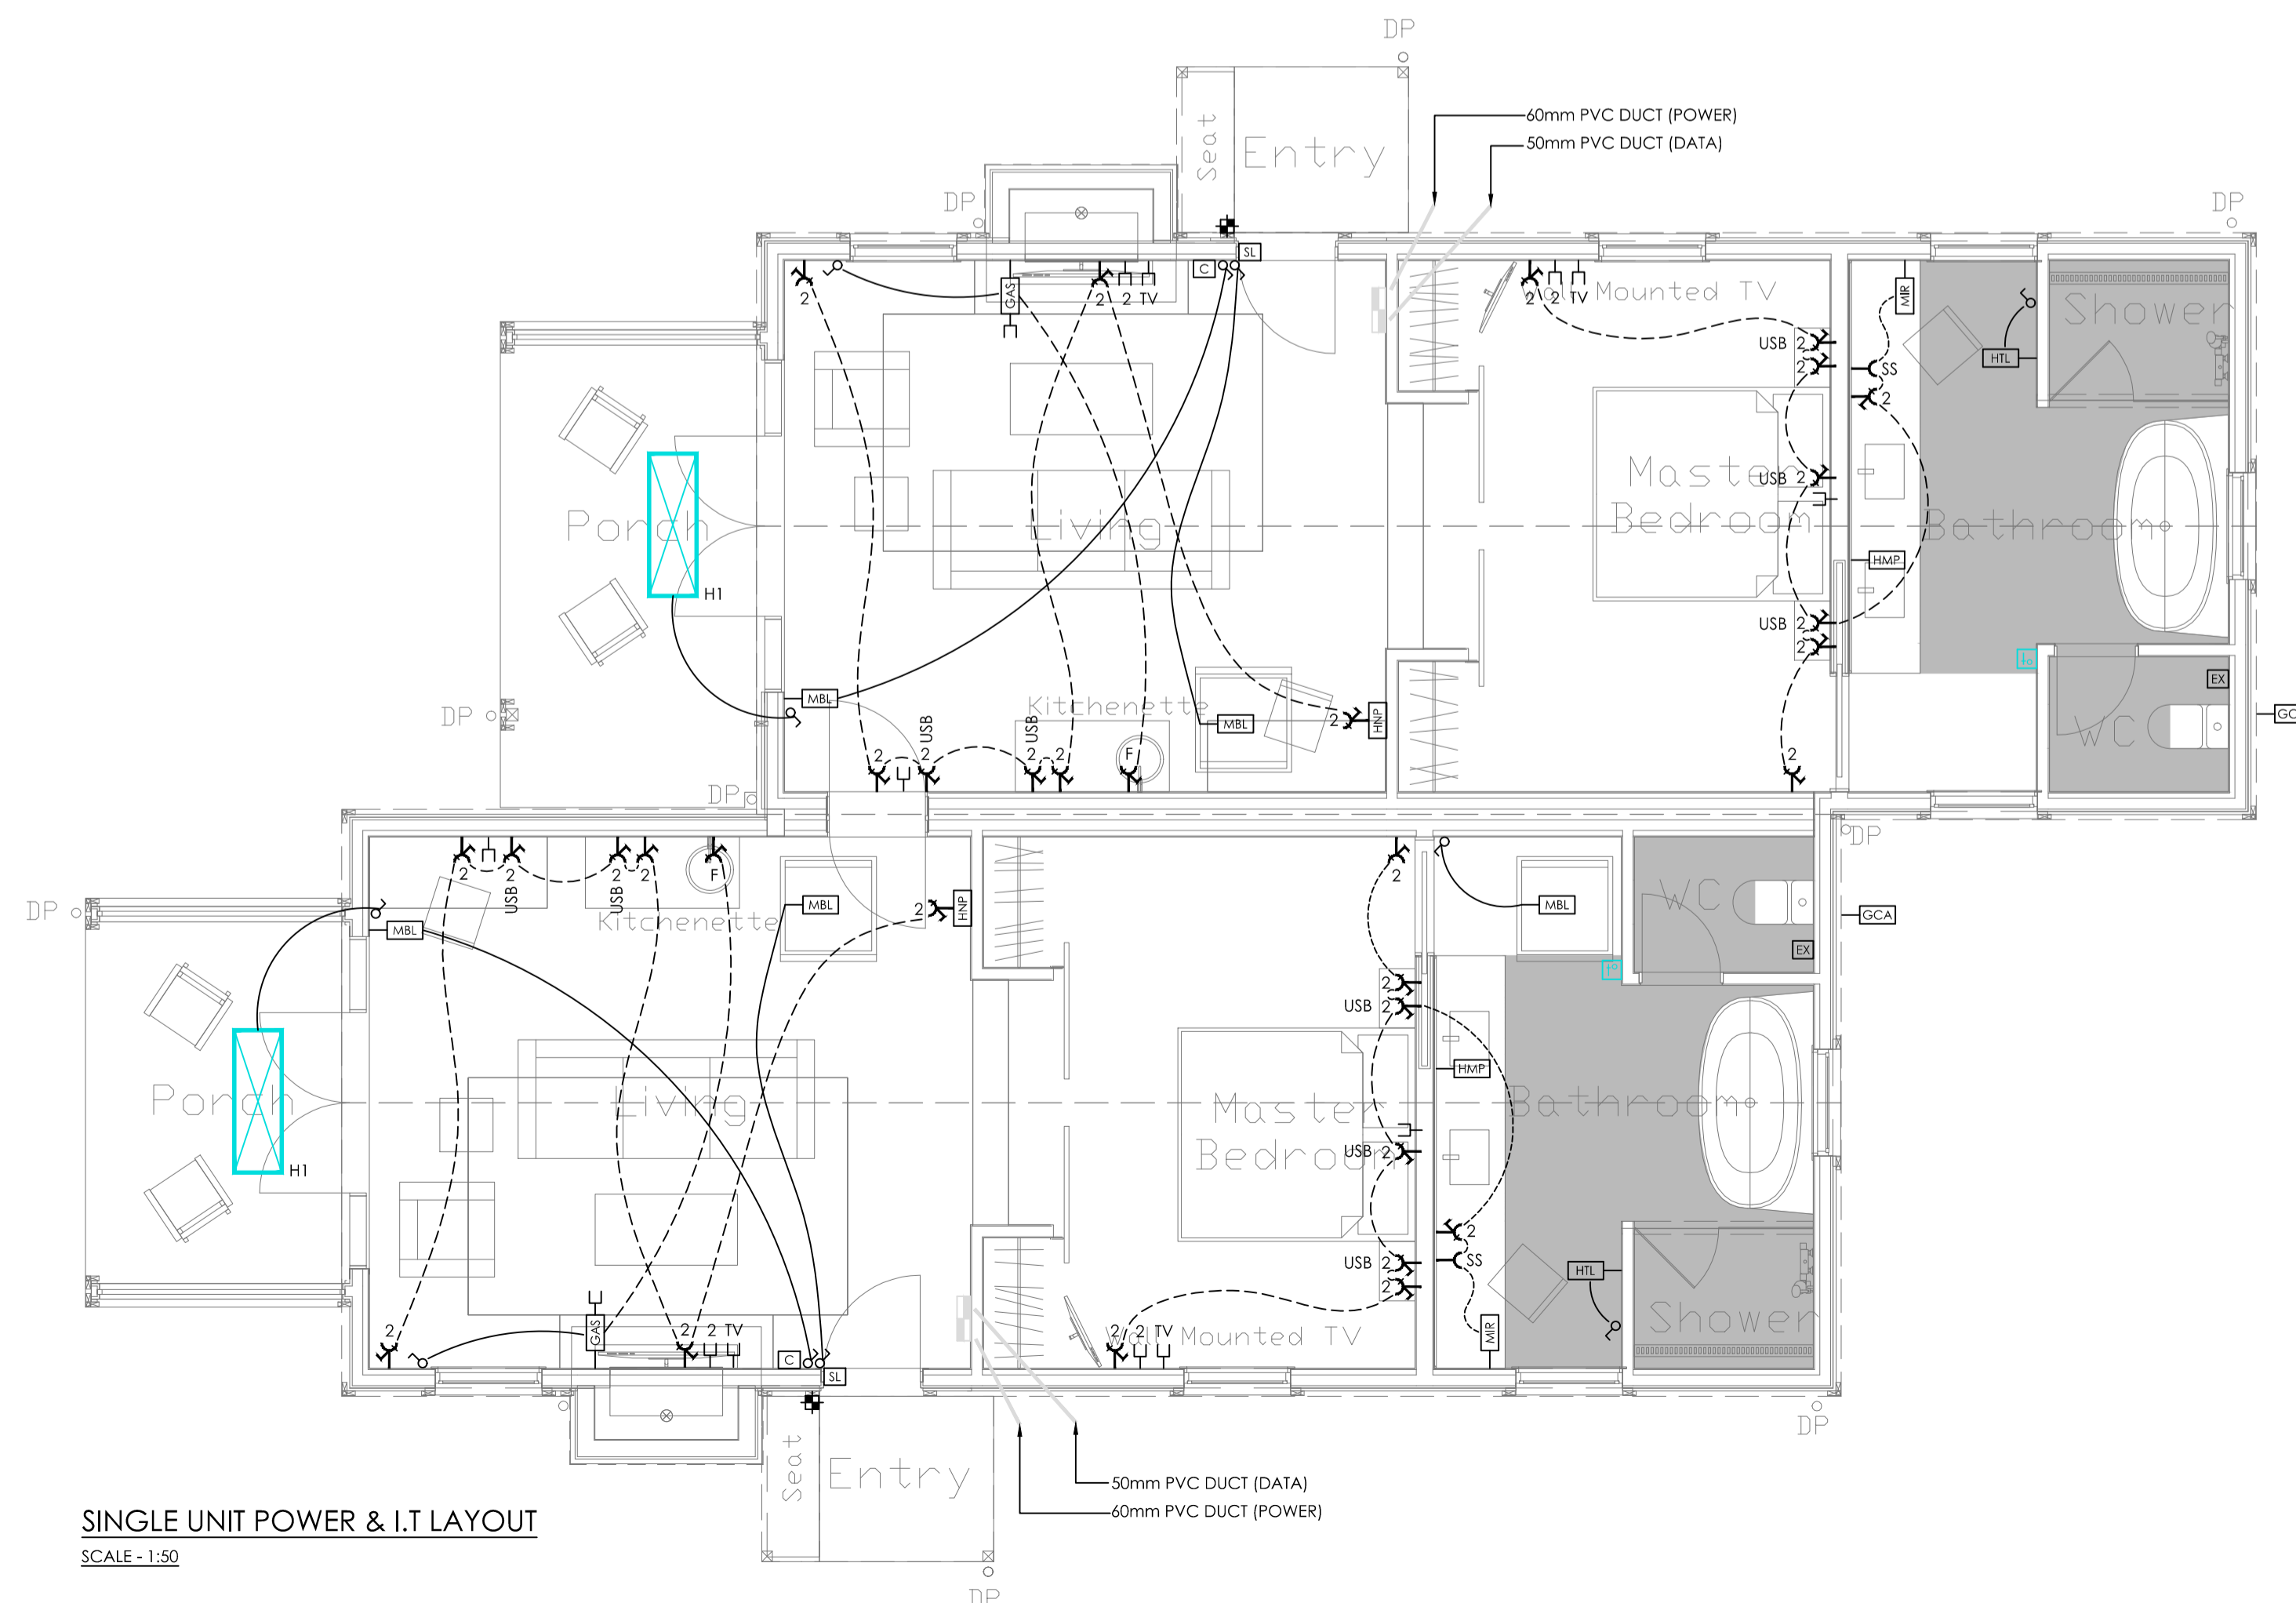 DP
60mm PVC DUCT (POWER)
50mm PVC DUCT (DATA)
Seat
Entry
DP
DP
SL
C
2
GAS
2 2 TV
2 2 TV
Wall Mounted TV
MIR
Shower
USB 2
2
SS
2
HTL
Master
Bedroom
USB 2
Porch
Living
Bathroom
HMP
H1
USB 2
2
MBL
Kitchenette
MBL
2 HNP
EX
WC
DP
GC
2
USB
2
USB
2
2
F
2
DP
DP
2
USB
2
USB
2
2
F
Kitchenette
MBL
2 HNP
2
MBL
WC
GCA
EX
DP
MBL
2
USB 2
HMP
Porch
Living
Master
Bedroom
Bathroom
USB 2
H1
2
SS
USB 2
2
HTL
Shower
2
GAS
2 2 TV
C
SL
2 2 TV
Wall Mounted TV
MIR
DP
Seat
Entry
50mm PVC DUCT (DATA)
60mm PVC DUCT (POWER)
DP
SINGLE UNIT POWER & I.T LAYOUT
SCALE - 1:50